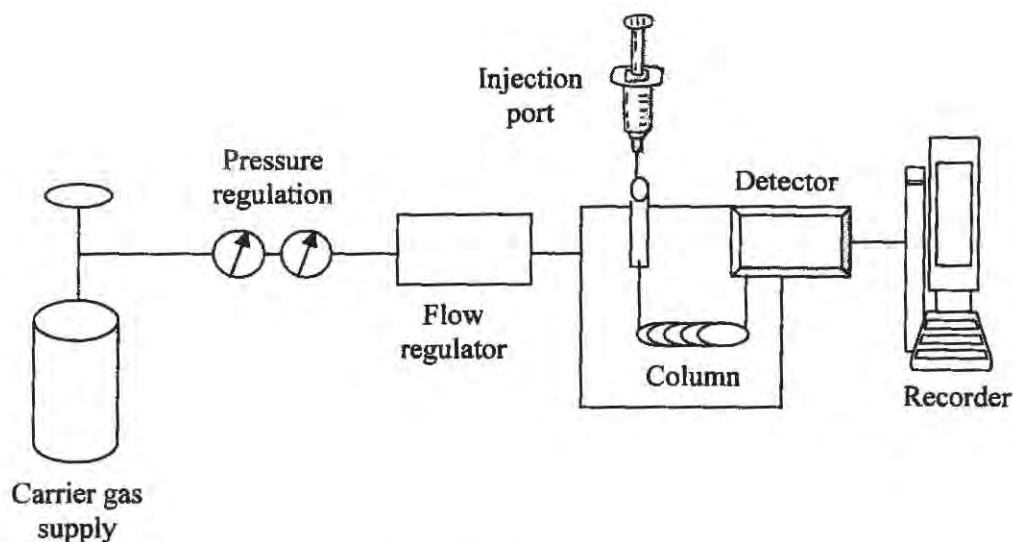 Injection
port
Pressure
regulation
Detector
Flow
regulator
Column
Recorder
Carrier gas
supply